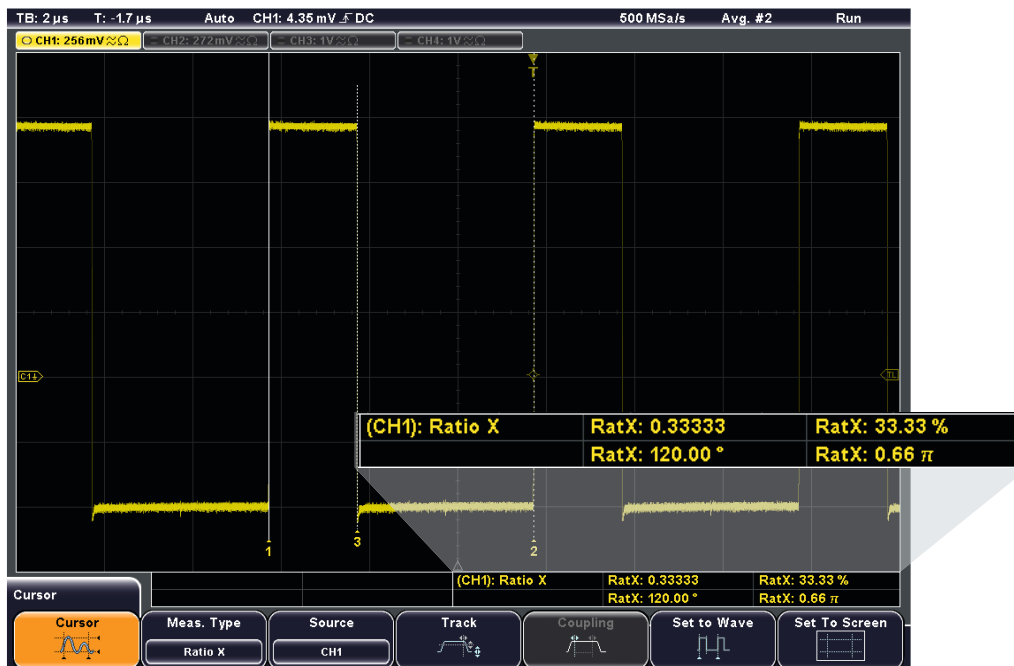 TB: 2 µs T: -1.7 µs Auto CH1: 4.35 mV DC 500 MSa/s Avg. #2 Run
CH1: 256mV≅Ω CH2: 272mV≅Ω CH3: 1V≅Ω CH4: 1V≅Ω
T
C1
TL
(CH1): Ratio X RatX: 0.33333 RatX: 33.33 %
RatX: 120.00 ° RatX: 0.66 π
1 3 2
(CH1): Ratio X RatX: 0.33333 RatX: 33.33 %
RatX: 120.00 ° RatX: 0.66 π
Cursor
Cursor Meas. Type Source Track Coupling Set to Wave Set To Screen
Ratio X CH1